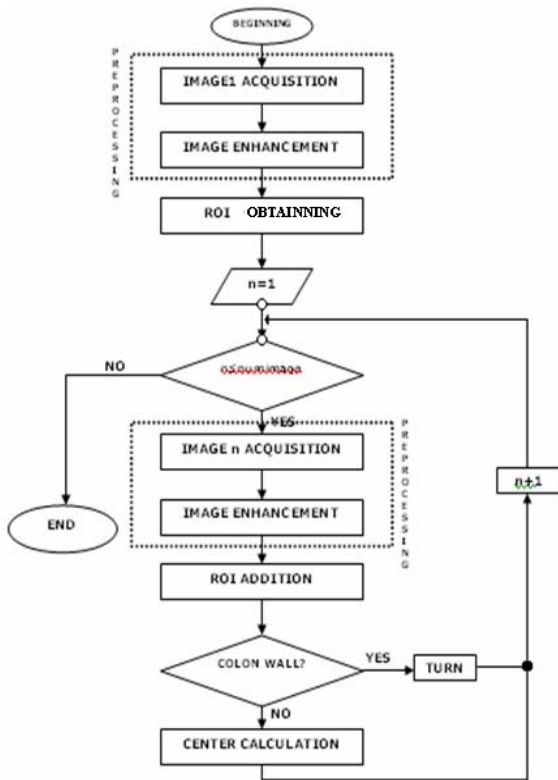 BEGINNING
PREPROCESSING
IMAGE1 ACQUISITION
IMAGE ENHANCEMENT
ROI OBTAINNING
n=1
n≤numimage
NO
YES
PREPROCESSING
IMAGE n ACQUISITION
n+1
IMAGE ENHANCEMENT
END
ROI ADDITION
COLON WALL?
YES
TURN
NO
CENTER CALCULATION